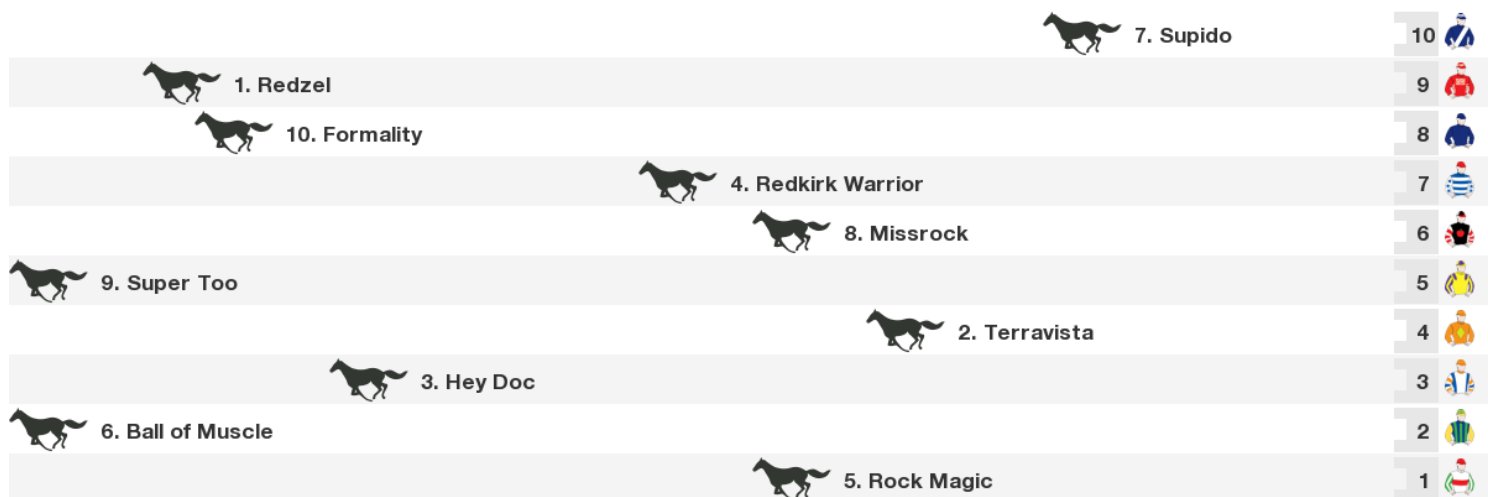 7. Supido 10
1. Redzel 9
10. Formality 8
4. Redkirk Warrior 7
8. Missrock 6
9. Super Too 5
2. Terravista 4
3. Hey Doc 3
6. Ball of Muscle 2
5. Rock Magic 1